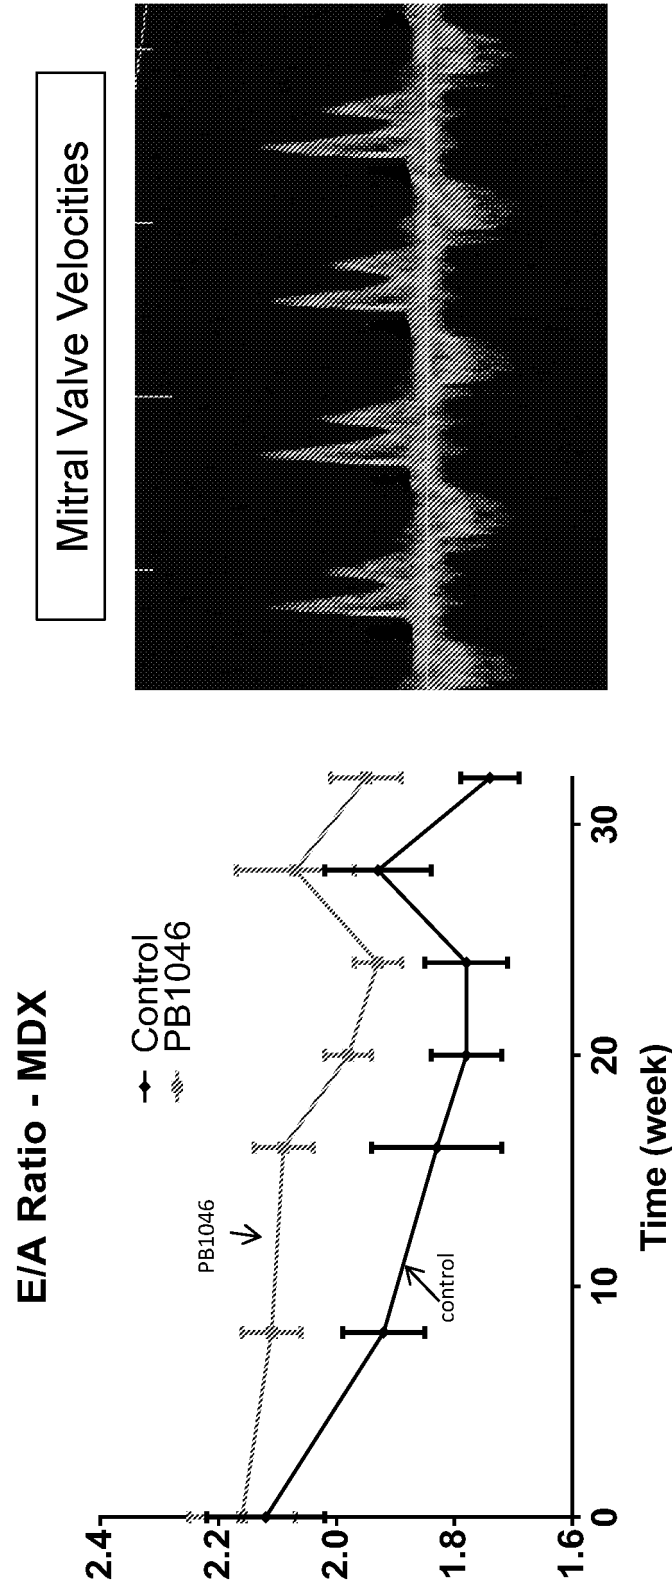 E/A Ratio - MDX
Control
PB1046
PB1046
control
2.4
2.2
2.0
1.8
1.6
0
10
20
30
Time (week)
Mitral Valve Velocities